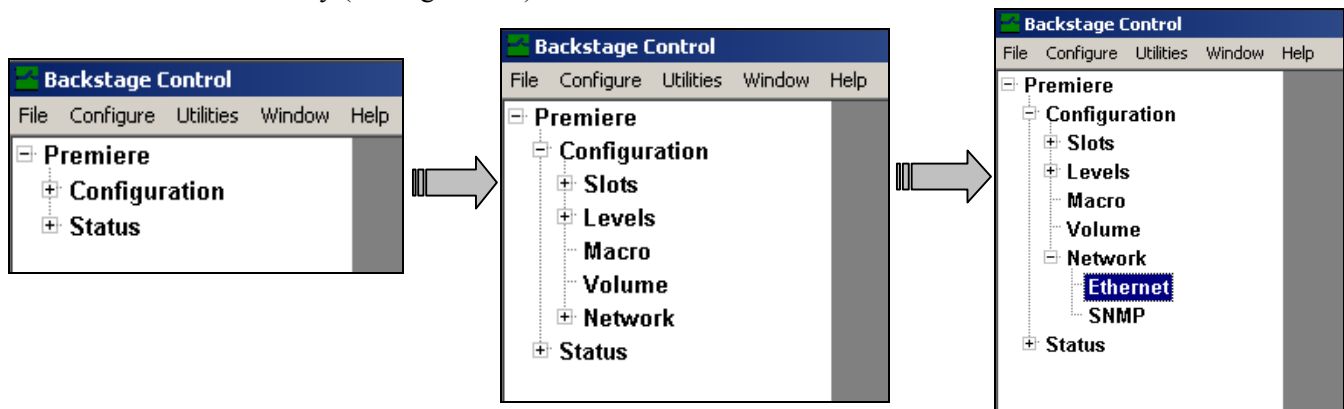 Backstage Control
File Configure Utilities Window Help
Premiere
Configuration
Status
Backstage Control
File Configure Utilities Window Help
Premiere
Configuration
Slots
Levels
Macro
Volume
Network
Status
Backstage Control
File Configure Utilities Window Help
Premiere
Configuration
Slots
Levels
Macro
Volume
Network
Ethernet
SNMP
Status